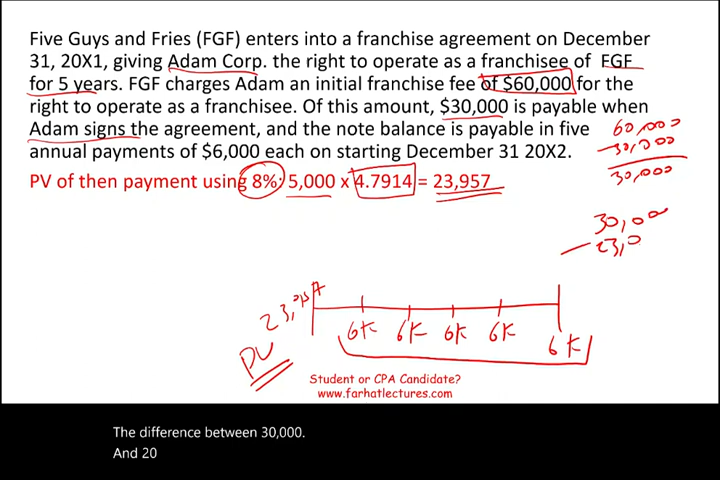 Five Guys and Fries (FGF) enters into a franchise agreement on December
31, 20X1, giving Adam Corp. the right to operate as a franchisee of FGF
for 5 years. FGF charges Adam an initial franchise fee of $60,000 for the
right to operate as a franchisee. Of this amount, $30,000 is payable when
Adam signs the agreement, and the note balance is payable in five
annual payments of $6,000 each on starting December 31 20X2.
PV of then payment using 8%: 5,000 x 4.7914 = 23,957
60,000
-30,000
30,000
30,000
-23,0
23,957
6K 6K 6K 6K 6K
PV
Student or CPA Candidate?
www.farhatlectures.com
The difference between 30,000.
And 20